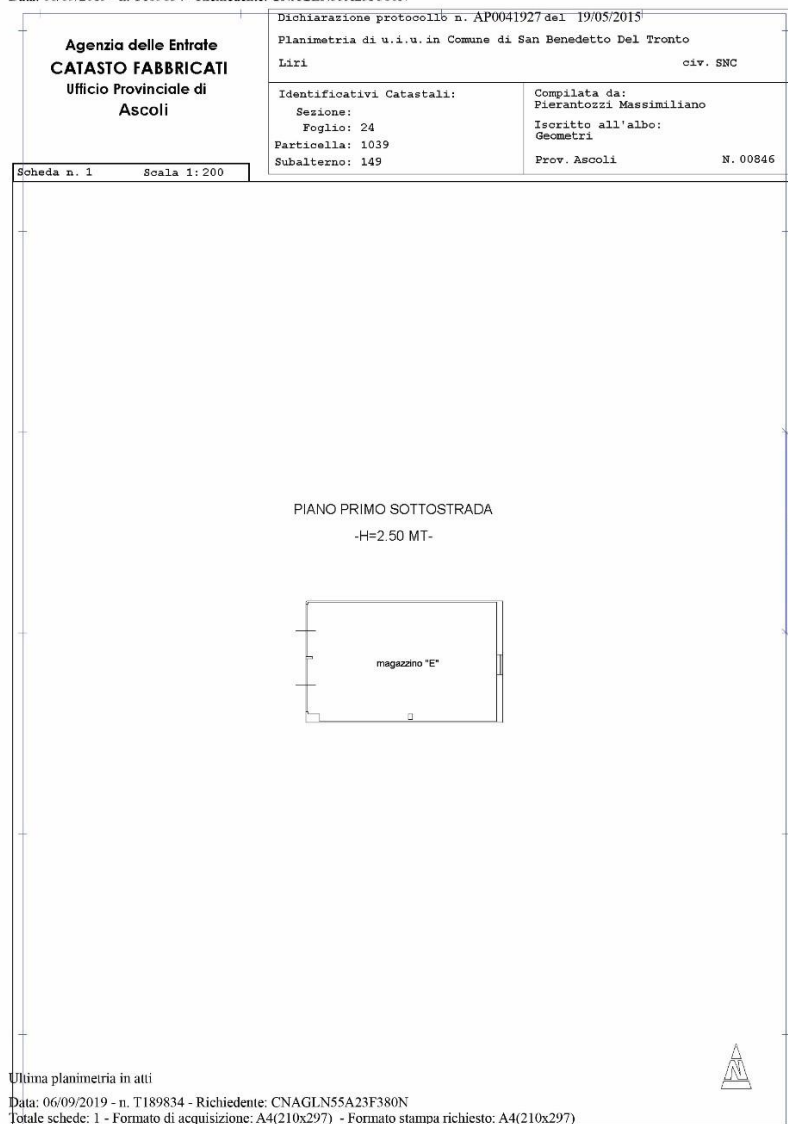 Dichiarazione protocollo n. AP0041927 del 19/05/2015
Agenzia delle Entrate
CATASTO FABBRICATI
Ufficio Provinciale di
Ascoli
Planimetria di u.i.u. in Comune di San Benedetto Del Tronto
Liri civ. SNC
Identificativi Catastali:
Sezione:
Foglio: 24
Particella: 1039
Subalterno: 149
Compilata da:
Pierantozzi Massimiliano
Iscritto all'albo:
Geometri
Prov. Ascoli N. 00846
Scheda n. 1 Scala 1:200
PIANO PRIMO SOTTOSTRADA
-H=2.50 MT-
magazzino "E"
N
Ultima planimetria in atti
Data: 06/09/2019 - n. T189834 - Richiedente: CNAGLN55A23F380N
Totale schede: 1 - Formato di acquisizione: A4(210x297) - Formato stampa richiesto: A4(210x297)